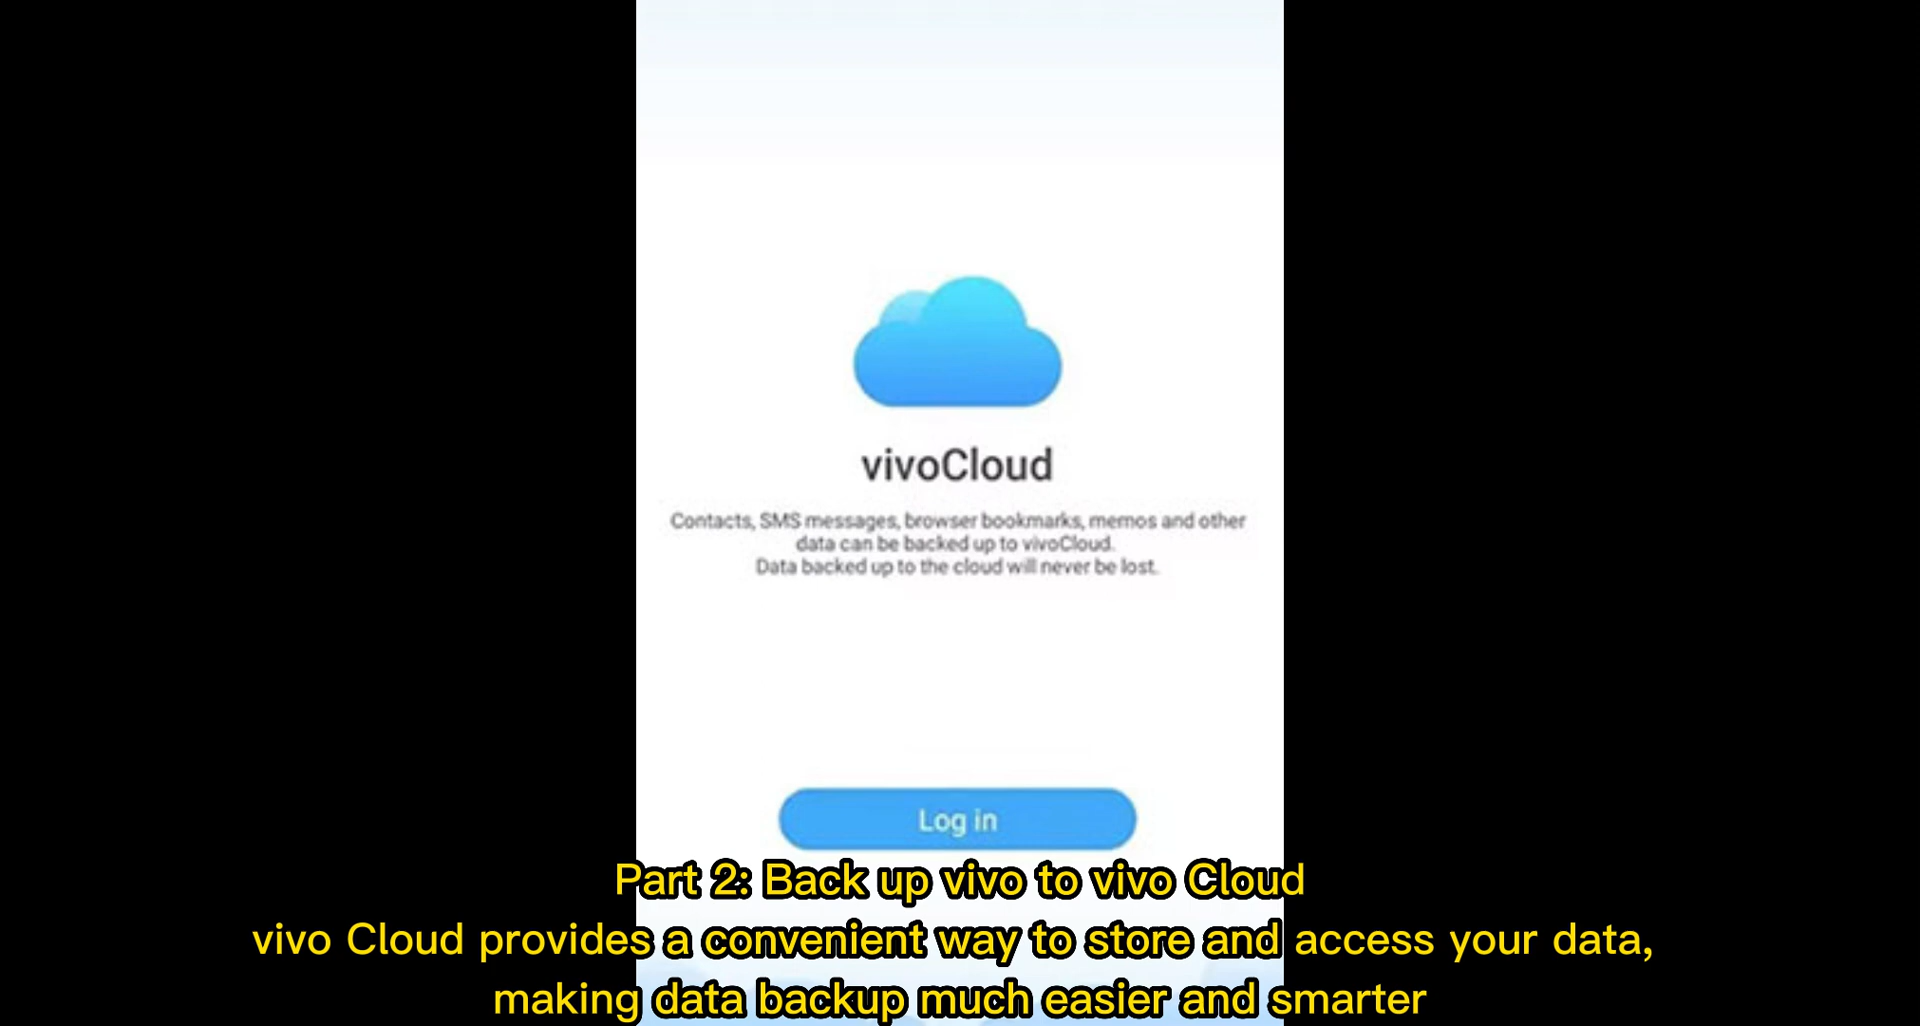 vivoCloud
Contacts, SMS messages, browser bookmarks, memos and other
data can be backed up to vivoCloud.
Data backed up to the cloud will never be lost.
Log in
Part 2: Back up vivo to vivo Cloud
vivo Cloud provides a convenient way to store and access your data,
making data backup much easier and smarter